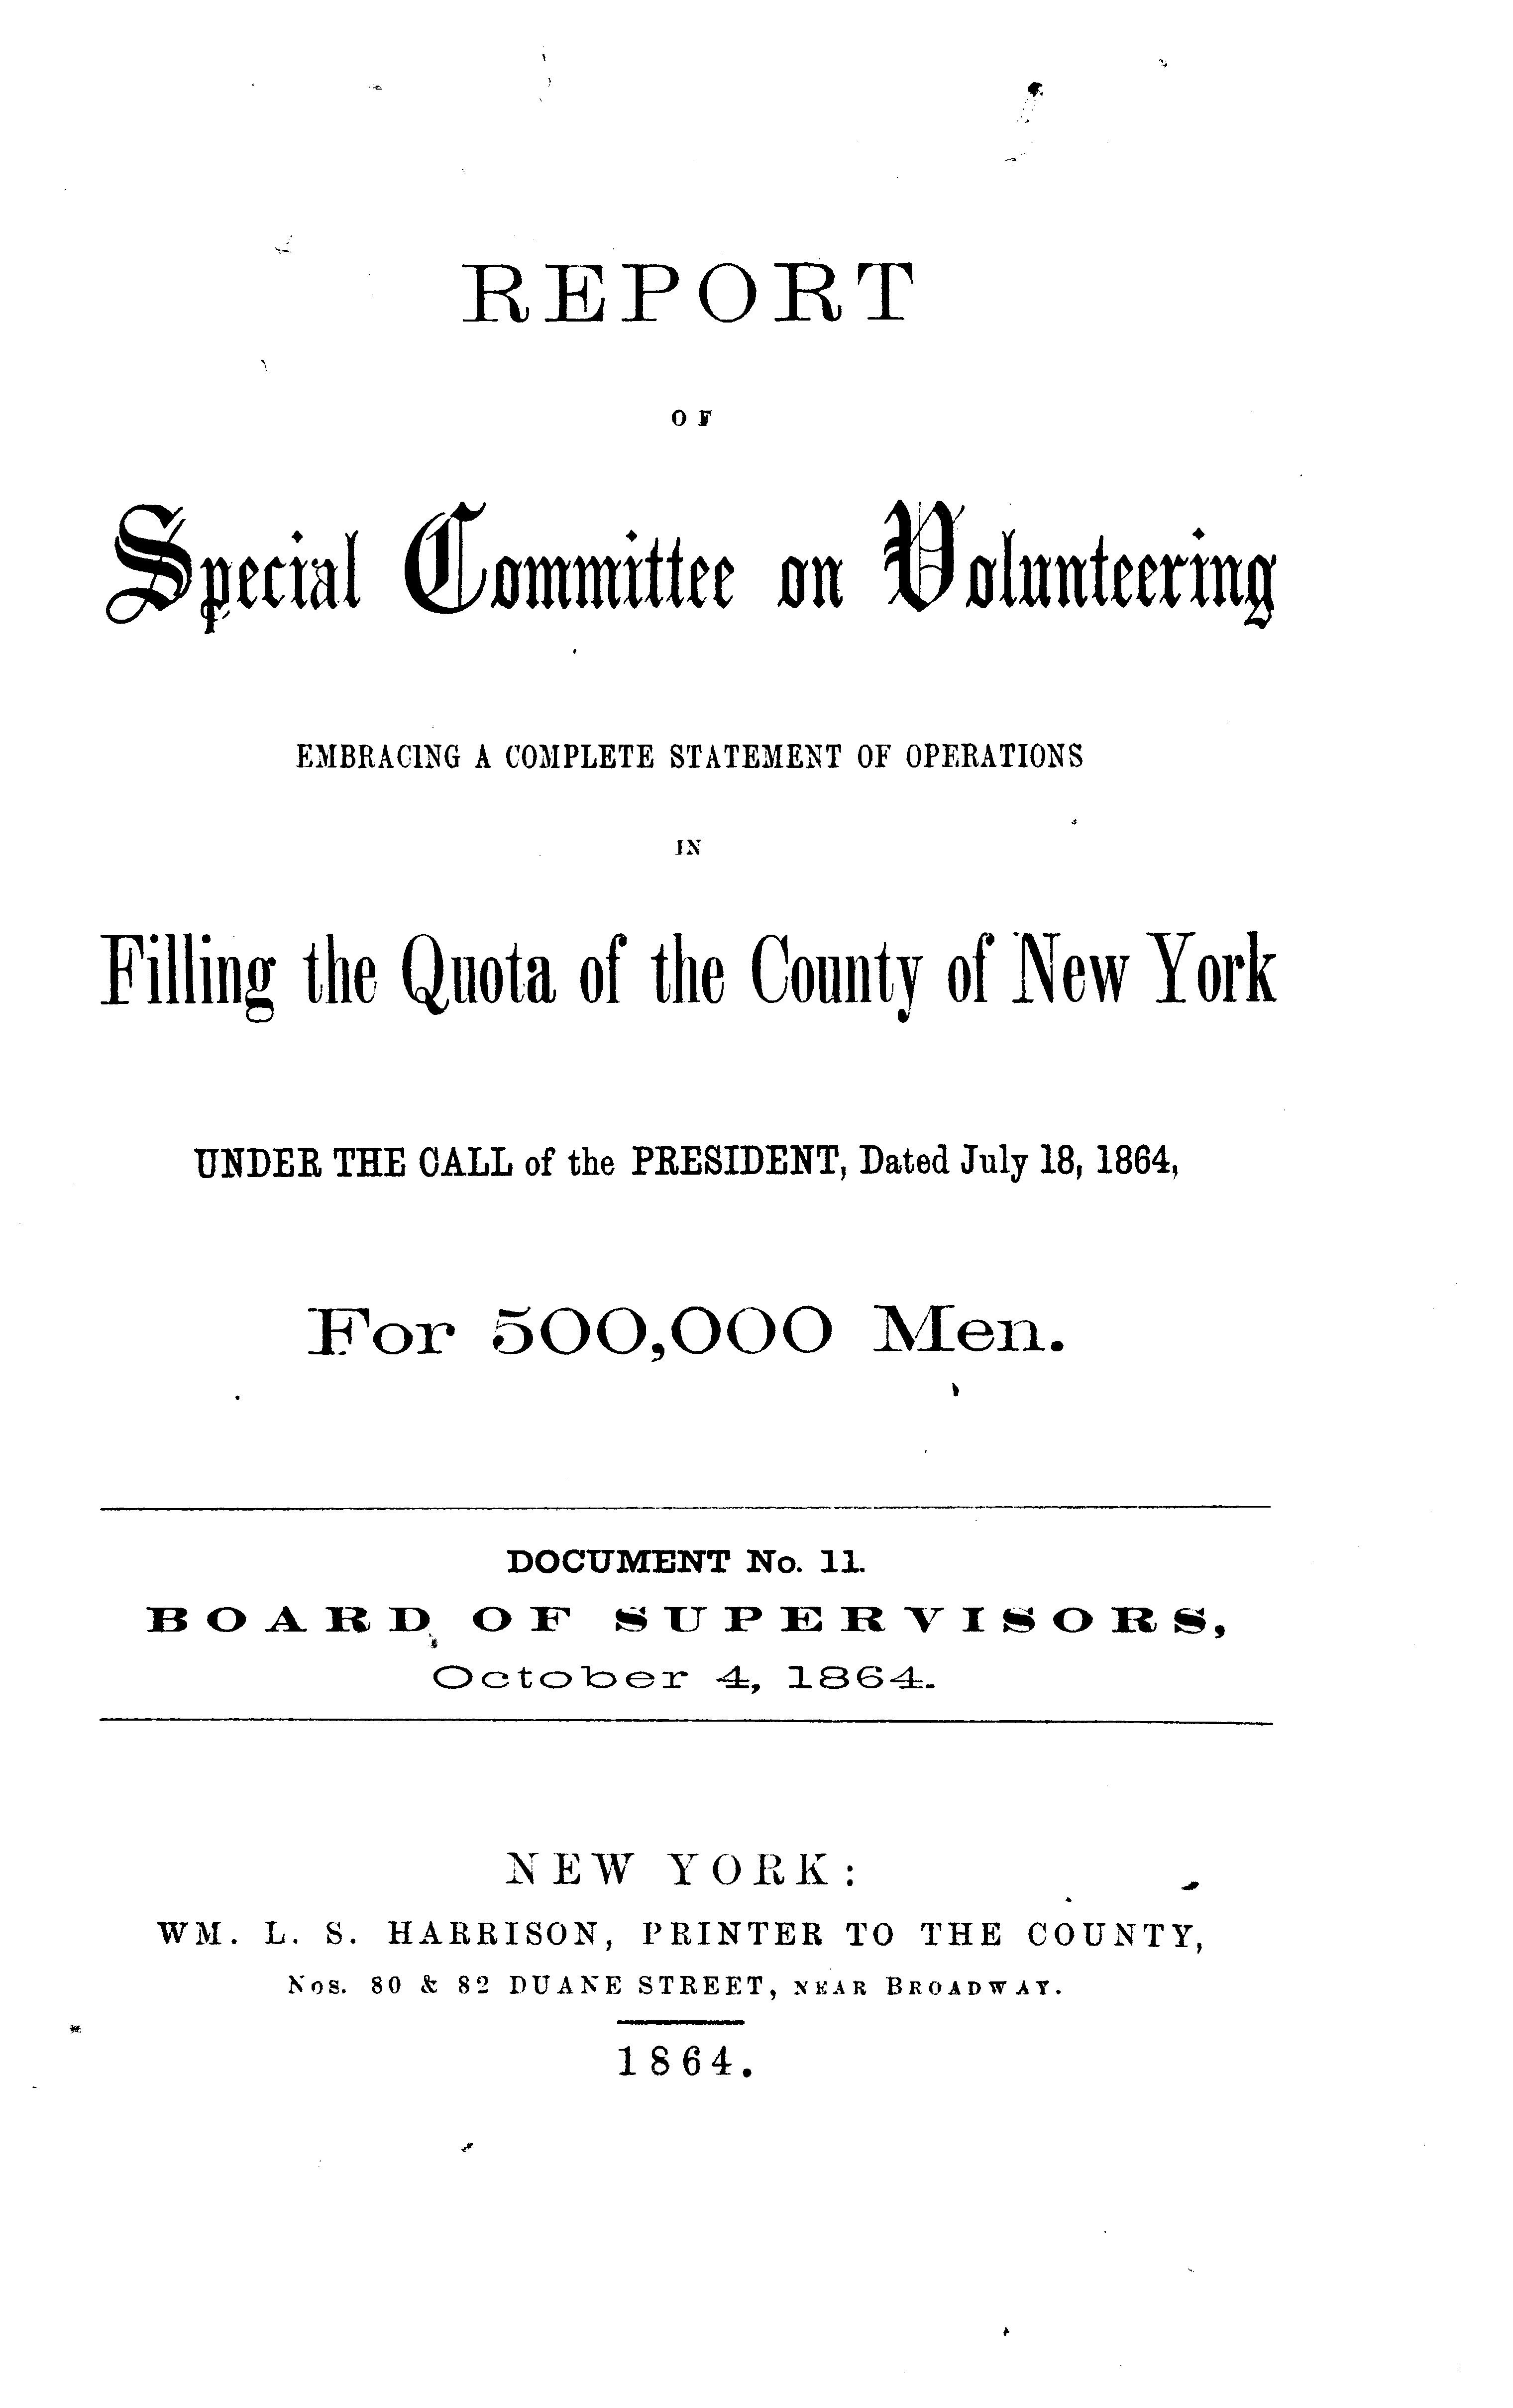 REPORT
OF
Special Committee on Volunteering
EMBRACING A COMPLETE STATEMENT OF OPERATIONS
IN
Filling the Quota of the County of New York
UNDER THE CALL of the PRESIDENT, Dated July 18, 1864,
For 500,000 Men.
DOCUMENT No. 11.
BOARD OF SUPERVISORS,
October 4, 1864.
NEW YORK:
WM. L. S. HARRISON, PRINTER TO THE COUNTY,
Nos. 80 & 82 DUANE STREET, NEAR BROADWAY.
1864.